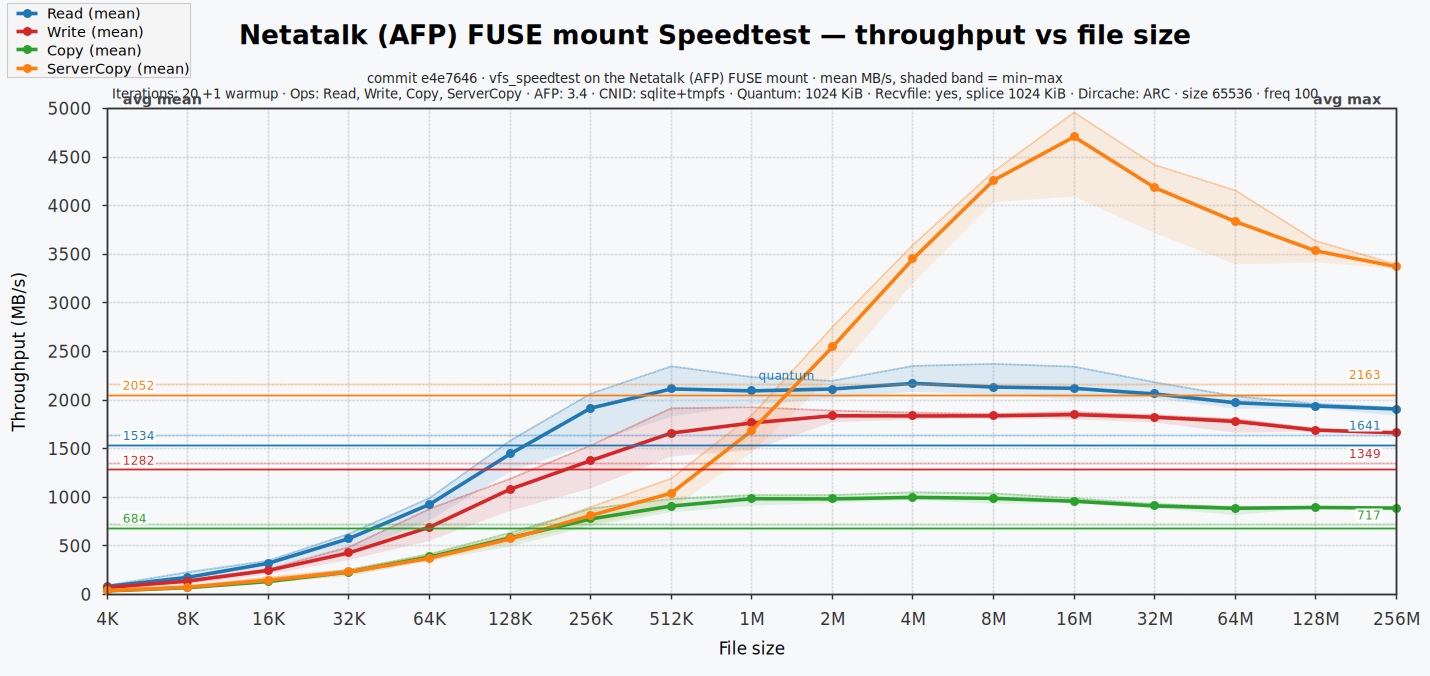 Read (mean)
Write (mean)
Copy (mean)
ServerCopy (mean)
Netatalk (AFP) FUSE mount Speedtest — throughput vs file size
commit e4e7646 · vfs_speedtest on the Netatalk (AFP) FUSE mount · mean MB/s, shaded band = min–max
Iterations: 20 +1 warmup · Ops: Read, Write, Copy, ServerCopy · AFP: 3.4 · CNID: sqlite+tmpfs · Quantum: 1024 KiB · Recvfile: yes, splice 1024 KiB · Dircache: ARC · size 65536 · freq 100
avg mean
avg max
5000
4500
4000
3500
3000
2500
2000
1500
1000
500
0
Throughput (MB/s)
2052
1534
1282
684
quantum
2163
1641
1349
717
4K 8K 16K 32K 64K 128K 256K 512K 1M 2M 4M 8M 16M 32M 64M 128M 256M
File size